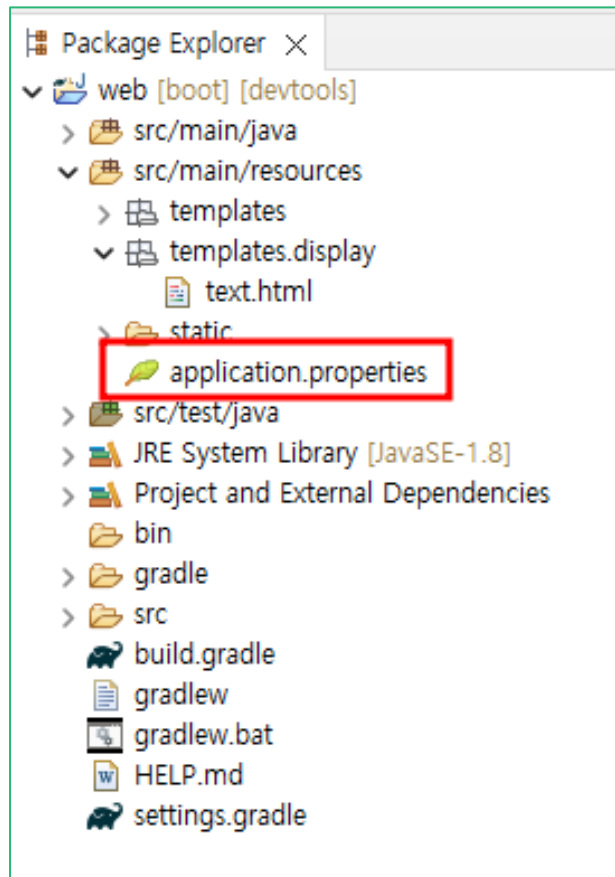 Package Explorer
web [boot] [devtools]
src/main/java
src/main/resources
templates
templates.display
text.html
static
application.properties
src/test/java
JRE System Library [JavaSE-1.8]
Project and External Dependencies
bin
gradle
src
build.gradle
gradlew
gradlew.bat
HELP.md
settings.gradle